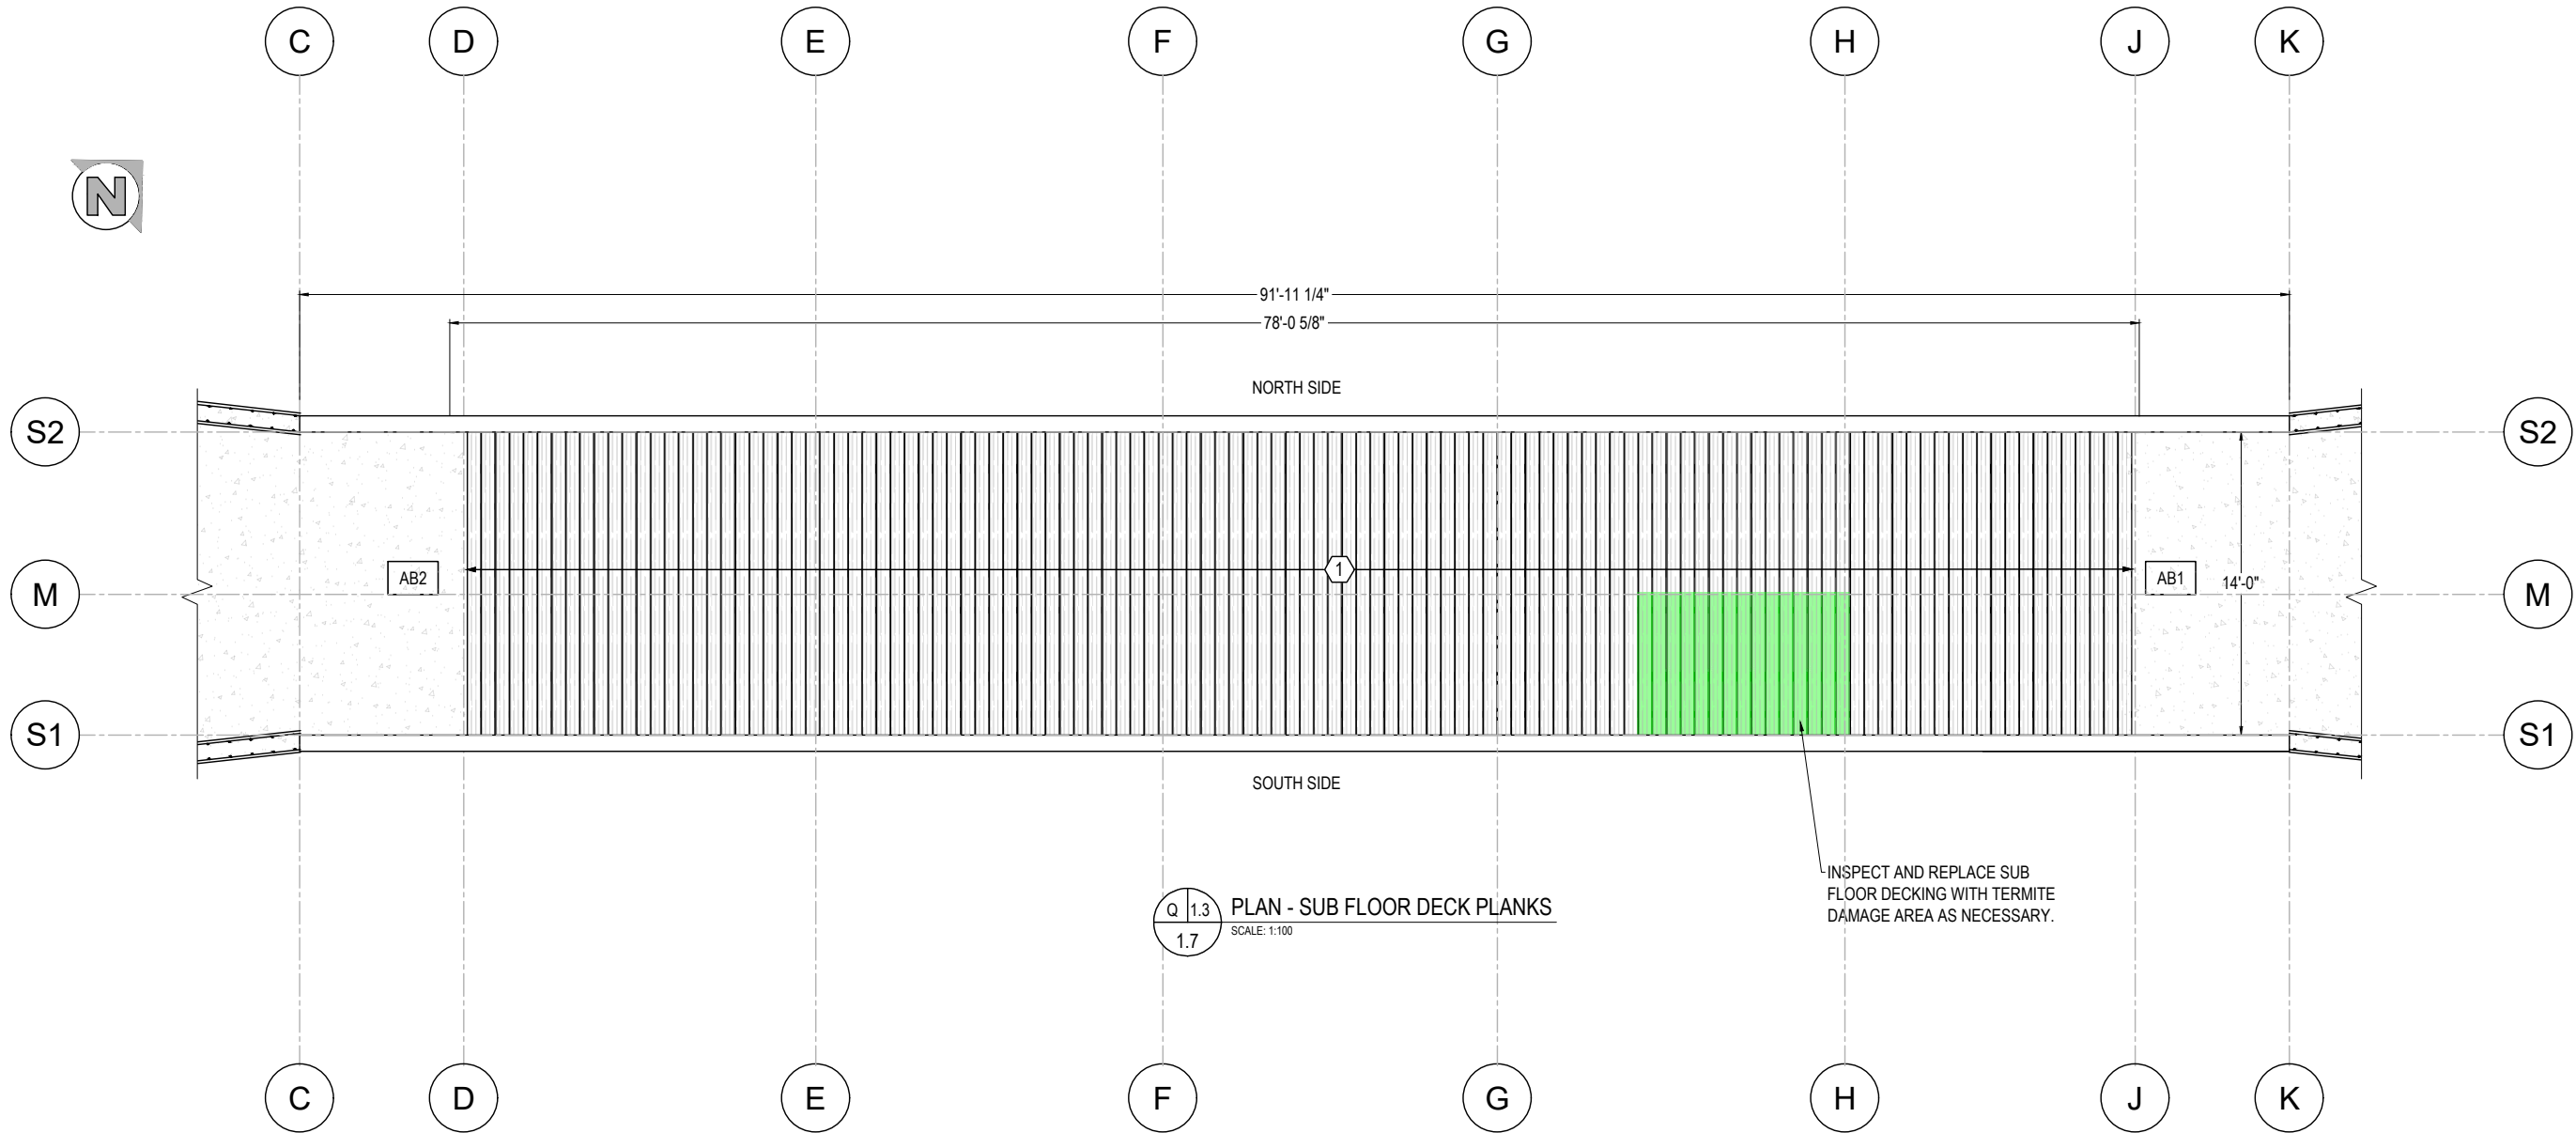 C D E F G H J K
N
91'-11 1/4"
78'-0 5/8"
NORTH SIDE
S2 S2
1
AB2 AB1
14'-0"
M M
S1 S1
SOUTH SIDE
INSPECT AND REPLACE SUB
FLOOR DECKING WITH TERMITE
DAMAGE AREA AS NECESSARY.
Q 1.3 PLAN - SUB FLOOR DECK PLANKS
SCALE: 1:100
1.7
C D E F G H J K